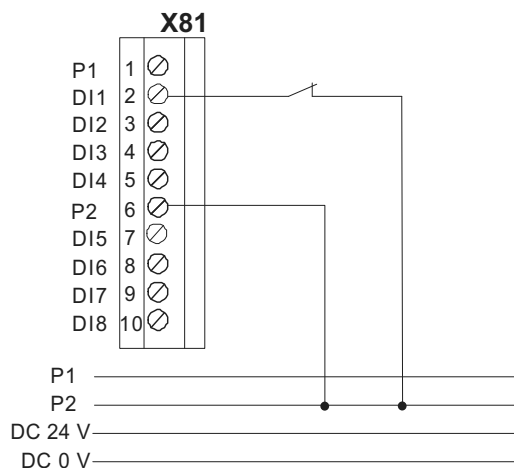 X81
P1 1
DI1 2
DI2 3
DI3 4
DI4 5
P2 6
DI5 7
DI6 8
DI7 9
DI8 10
P1
P2
DC 24 V
DC 0 V